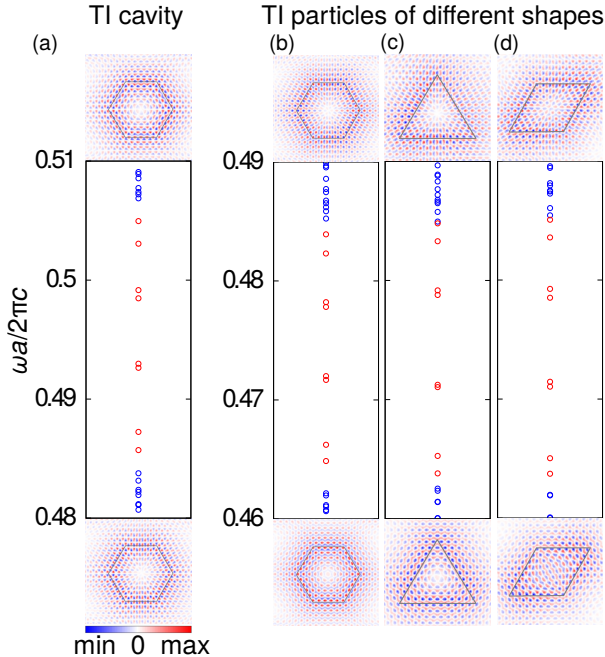 TI cavity TI particles of different shapes
(a) (b) (c) (d)
0.51 0.49
0.5 0.48
ωa/2πc
0.49 0.47
0.48 0.46
min 0 max